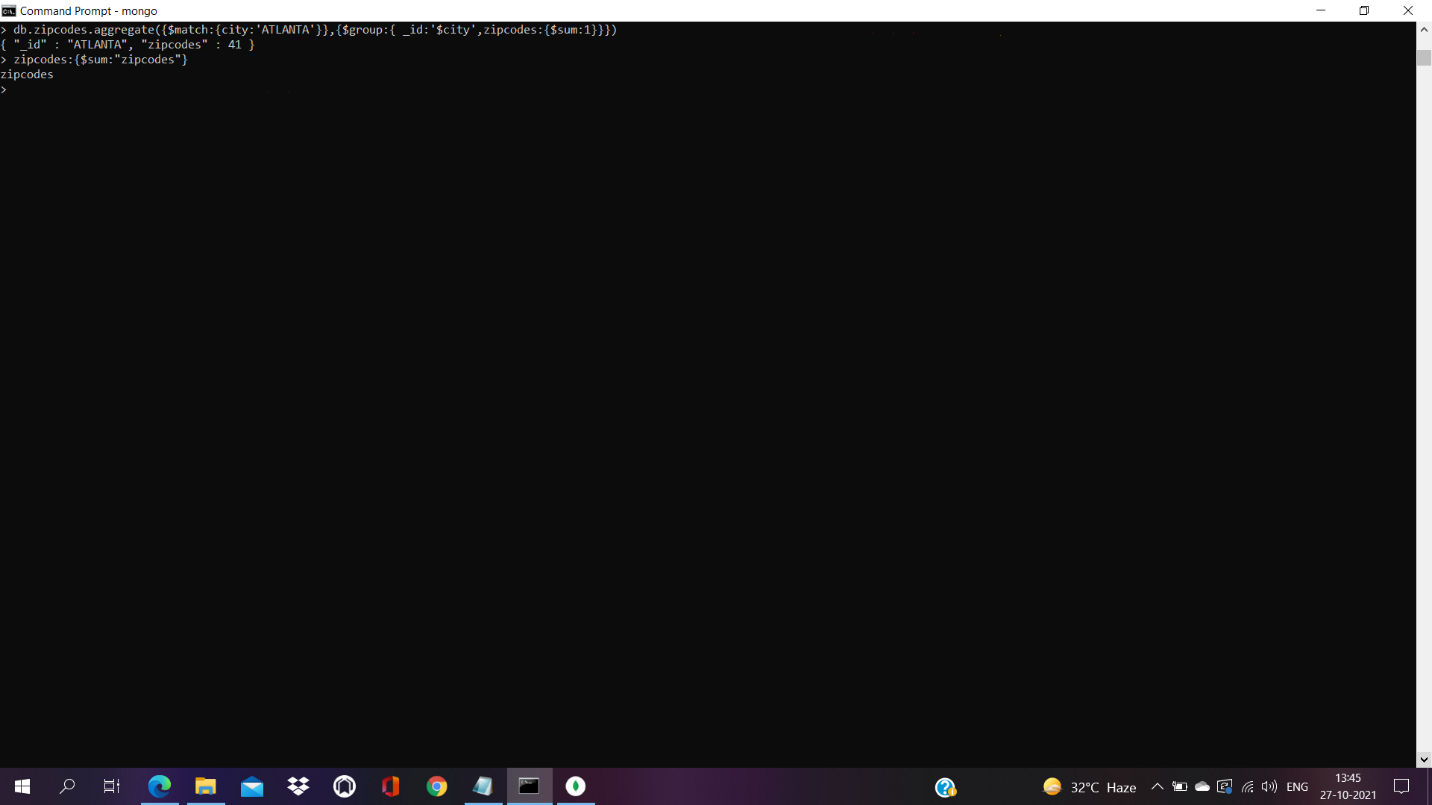 Command Prompt - mongo
> db.zipcodes.aggregate({$match:{city:'ATLANTA'}},{$group:{ _id:'$city',zipcodes:{$sum:1}}})
{ "_id" : "ATLANTA", "zipcodes" : 41 }
> zipcodes:{$sum:"zipcodes"}
zipcodes
>
32°C Haze
ENG
13:45
27-10-2021